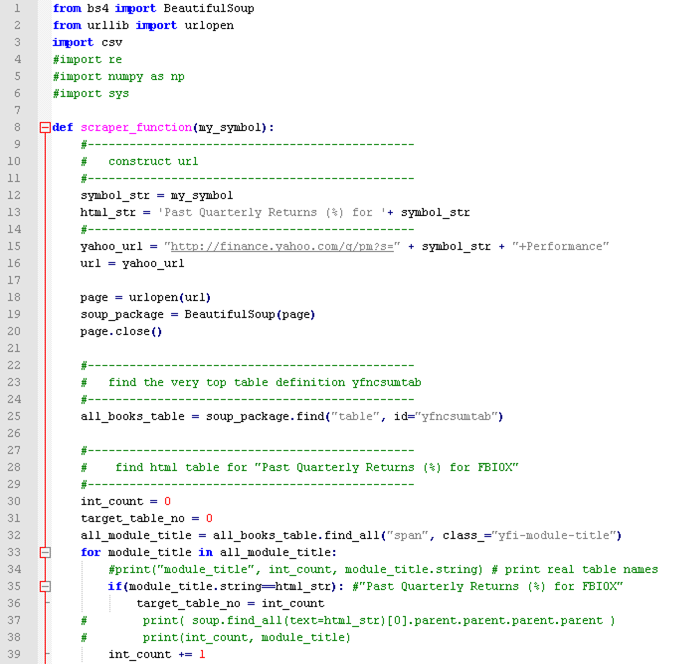 1 from bs4 import BeautifulSoup
2 from urllib import urlopen
3 import csv
4 #import re
5 #import numpy as np
6 #import sys
7
8 def scraper_function(my_symbol):
9 #-----------------------------------------------
10 #   construct url
11 #-----------------------------------------------
12 symbol_str = my_symbol
13 html_str = 'Past Quarterly Returns (%) for '+ symbol_str
14 #-----------------------------------------------
15 yahoo_url = "http://finance.yahoo.com/q/pm?s=" + symbol_str + "+Performance"
16 url = yahoo_url
17
18 page = urlopen(url)
19 soup_package = BeautifulSoup(page)
20 page.close()
21
22 #-----------------------------------------------
23 #   find the very top table definition yfncsumtab
24 #-----------------------------------------------
25 all_books_table = soup_package.find("table", id="yfncsumtab")
26
27 #-----------------------------------------------
28 #    find html table for "Past Quarterly Returns (%) for FBIOX"
29 #-----------------------------------------------
30 int_count = 0
31 target_table_no = 0
32 all_module_title = all_books_table.find_all("span", class_="yfi-module-title")
33 for module_title in all_module_title:
34 #print("module_title", int_count, module_title.string) # print real table names
35 if(module_title.string==html_str): #"Past Quarterly Returns (%) for FBIOX"
36 target_table_no = int_count
37 #        print( soup.find_all(text=html_str)[0].parent.parent.parent.parent )
38 #        print(int_count, module_title)
39 int_count += 1